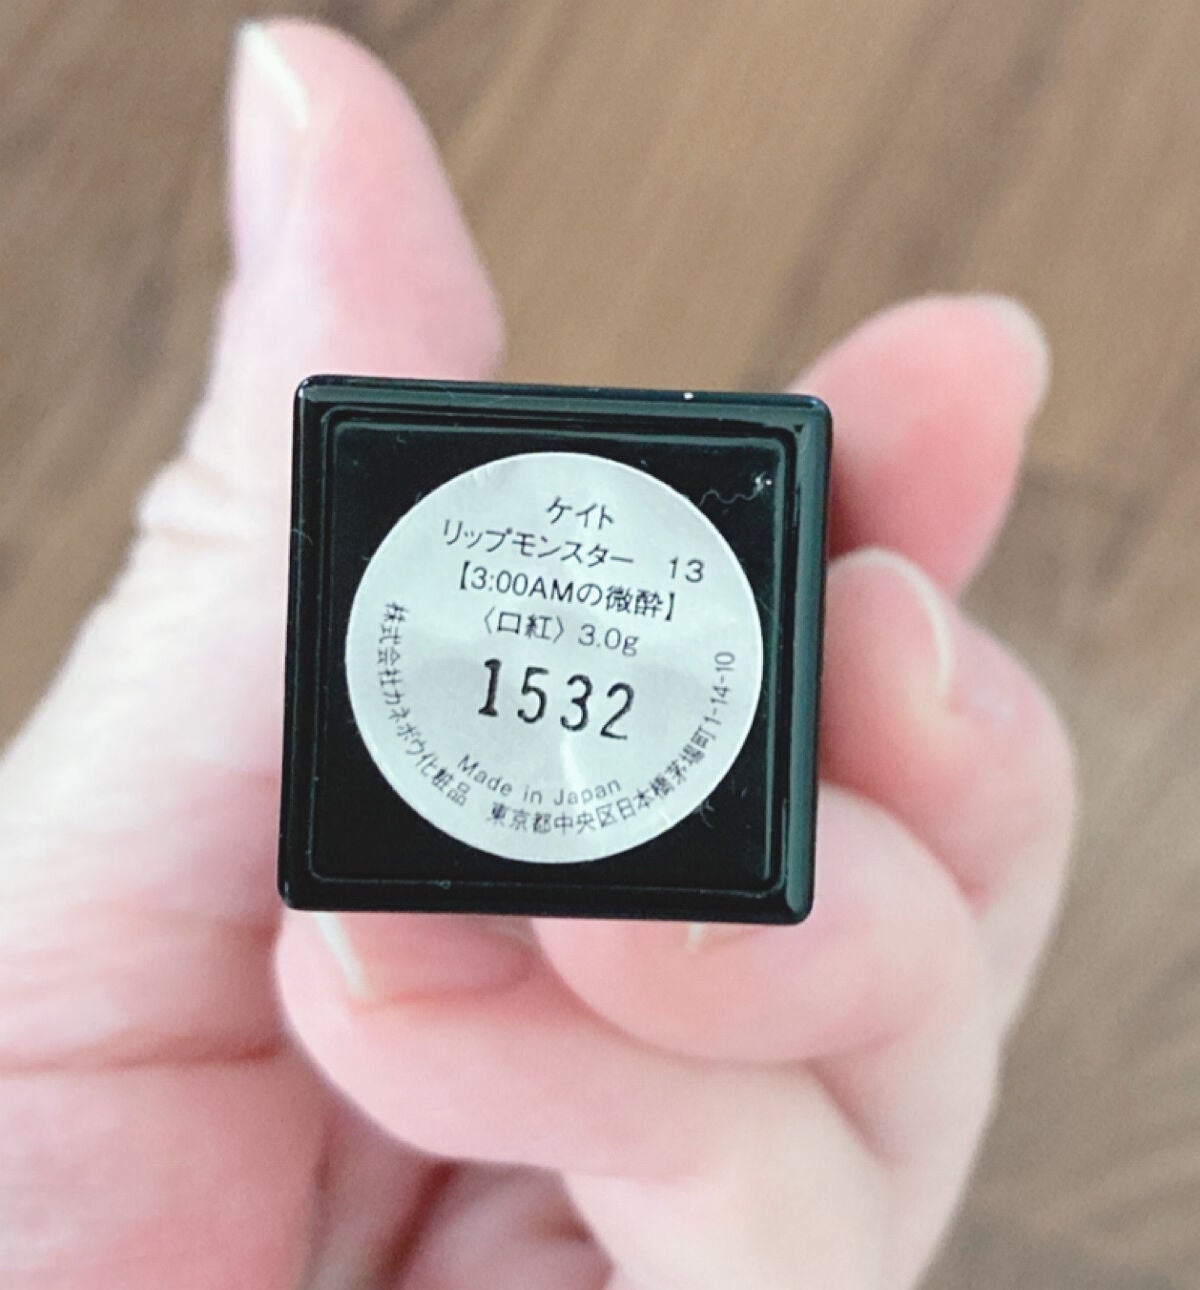 ケイト
リップモンスター 13
【3:00AMの微酔】
〈口紅〉3.0g
1532
Made in Japan
株式会社カネボウ化粧品 東京都中央区日本橋茅場町1-14-10